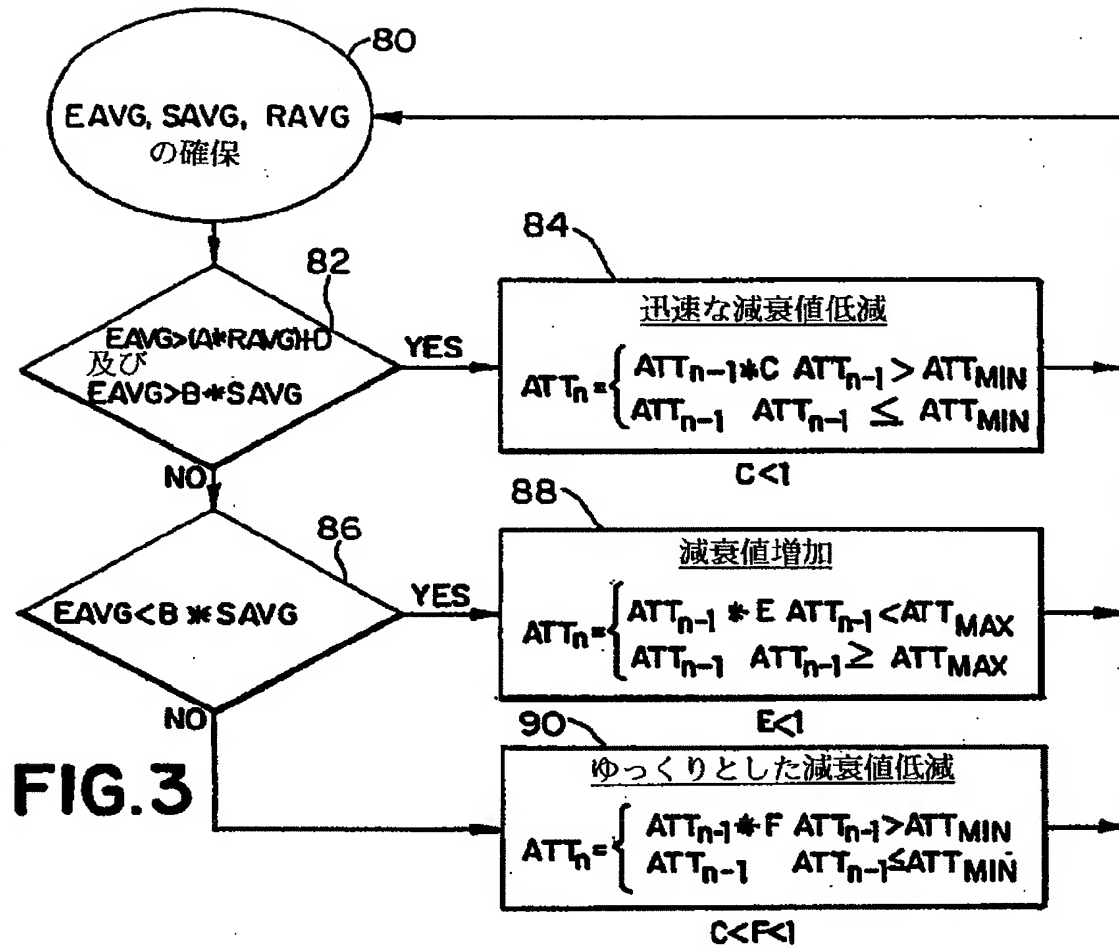 80
EAVG, SAVG, RAVG
の確保
82
EAVG>(A*RAVG)+D
及び
EAVG>B*SAVG
YES
NO
84
迅速な減衰値低減
ATTn={ ATTn-1*C ATTn-1>ATTMIN
ATTn-1 ATTn-1 ≤ ATTMIN
C<1
86
EAVG<B*SAVG
YES
NO
88
減衰値増加
ATTn={ ATTn-1*E ATTn-1<ATTMAX
ATTn-1 ATTn-1≥ ATTMAX
E<1
90
ゆっくりとした減衰値低減
ATTn={ ATTn-1*F ATTn-1>ATTMIN
ATTn-1 ATTn-1≤ATTMIN
C<F<1
FIG.3